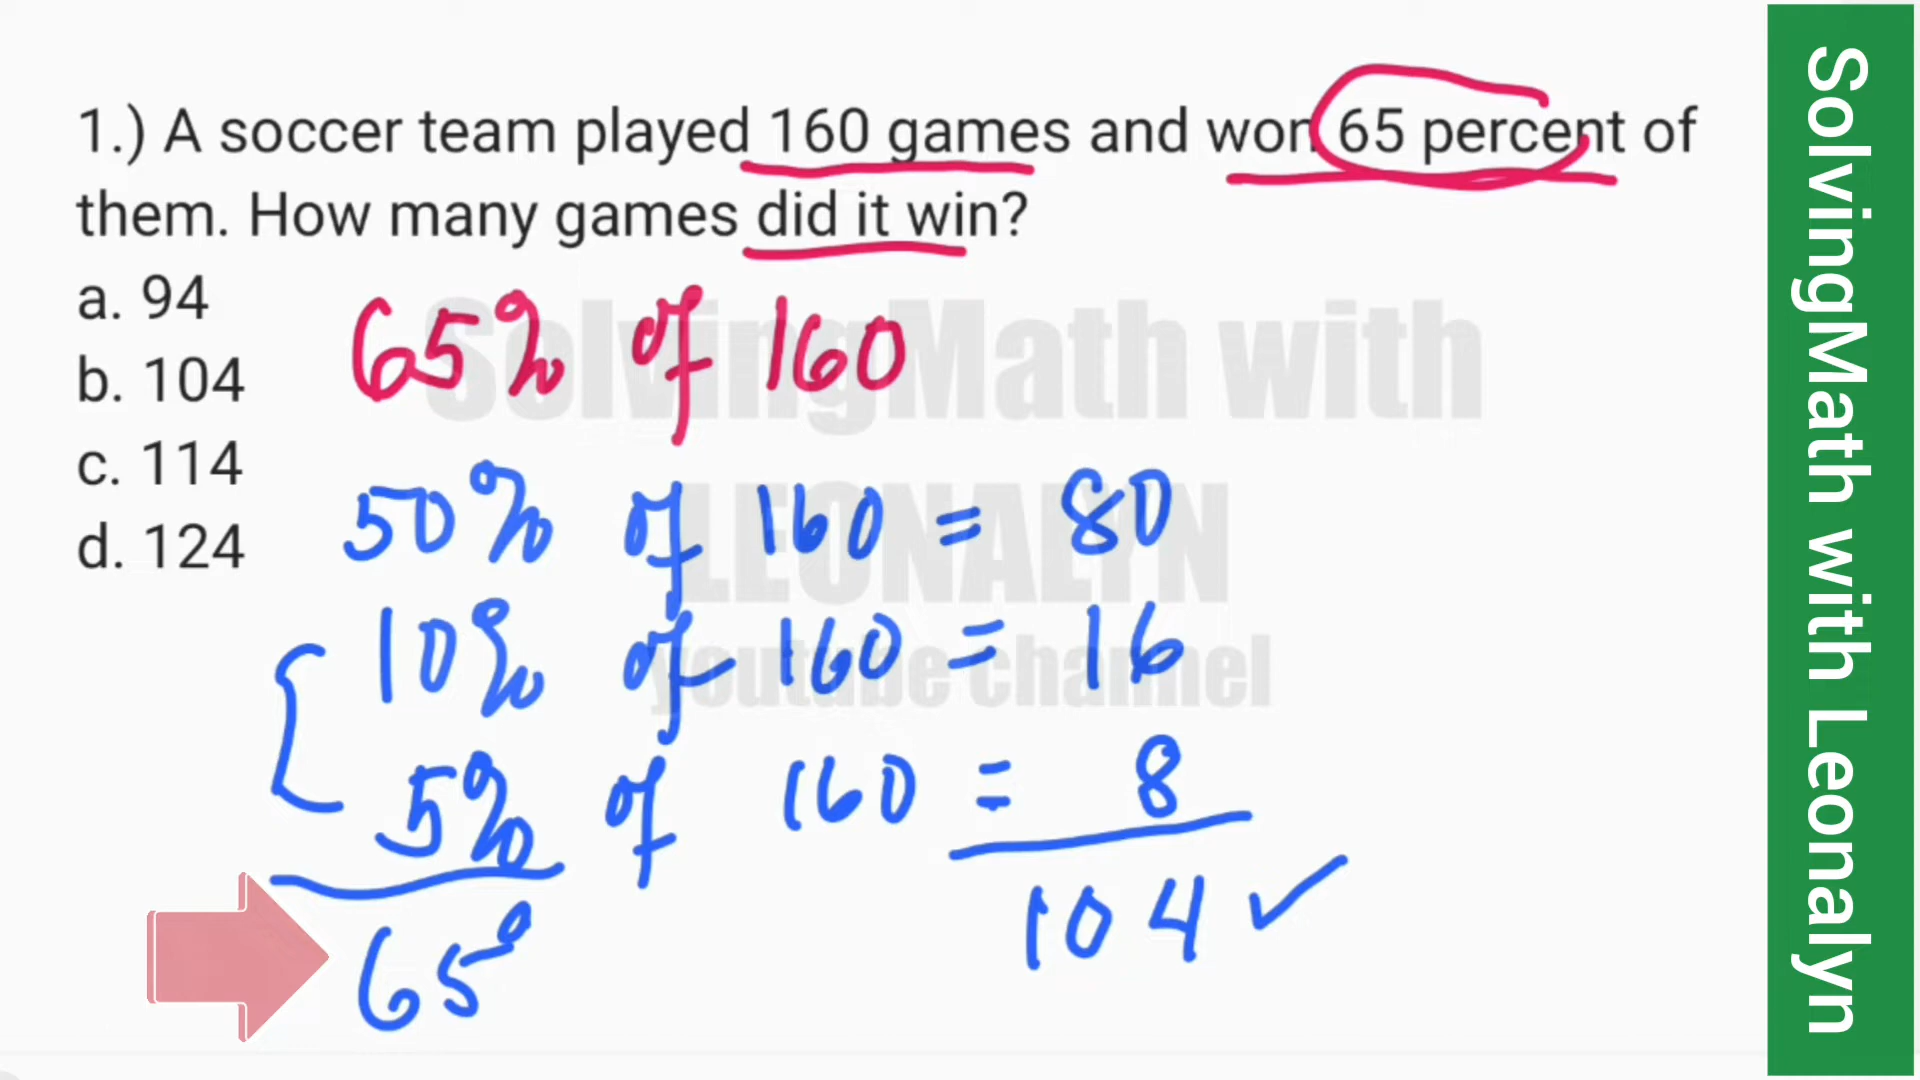 1.) A soccer team played 160 games and won 65 percent of
them. How many games did it win?
a. 94
b. 104
c. 114
d. 124
65% of 160
50% of 160 = 80
10% of 160 = 16
5% of 160 = 8
65%
104 ✓
SolvingMath with
LEONALYN
youtube channel
SolvingMath with Leonalyn